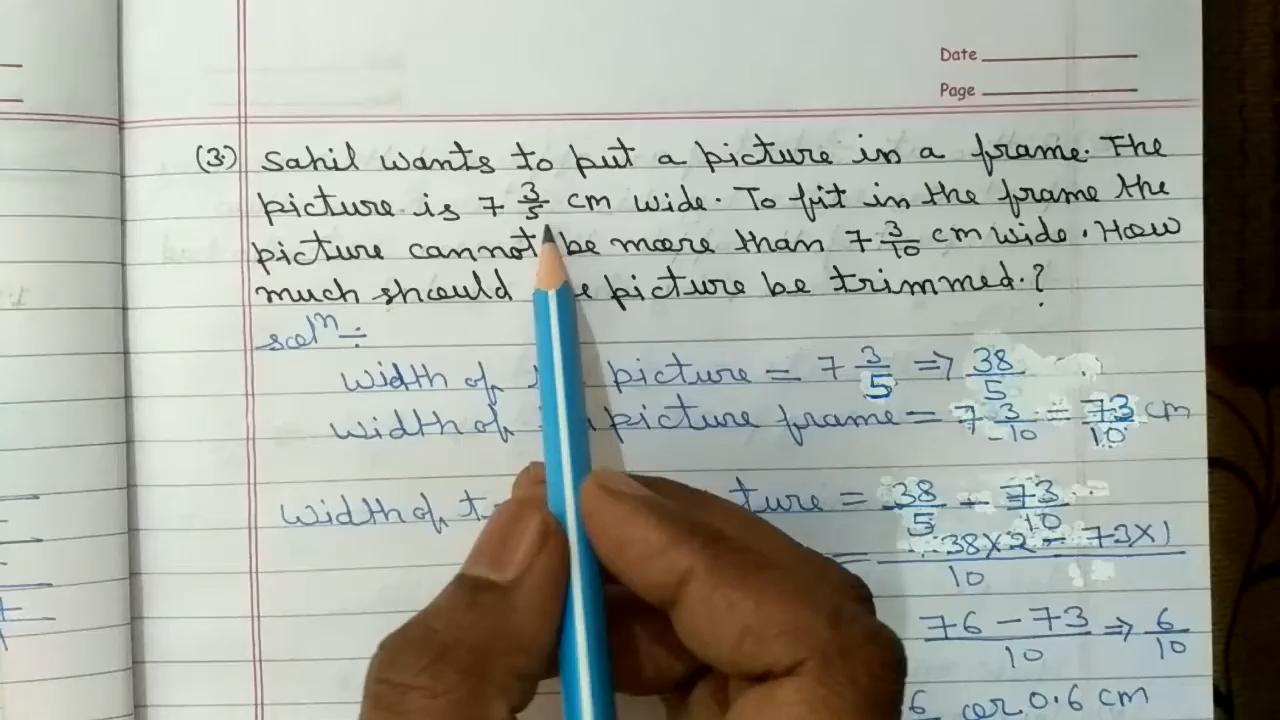 Date
Page
(3.) Sahil wants to put a picture in a frame. The
picture is 7 3/5 cm wide. To fit in the frame the
picture cannot be more than 7 3/10 cm wide. How
much should e picture be trimmed.?
solⁿ ÷
width of picture = 7 3/5 ⇒ 38/5
width of picture frame = 7 3/10 = 73/10 cm
width of ture = 38/5 - 73/10
= 38×2 - 73×1 / 10
76 - 73 / 10 ⇒ 6/10
6 or 0.6 cm